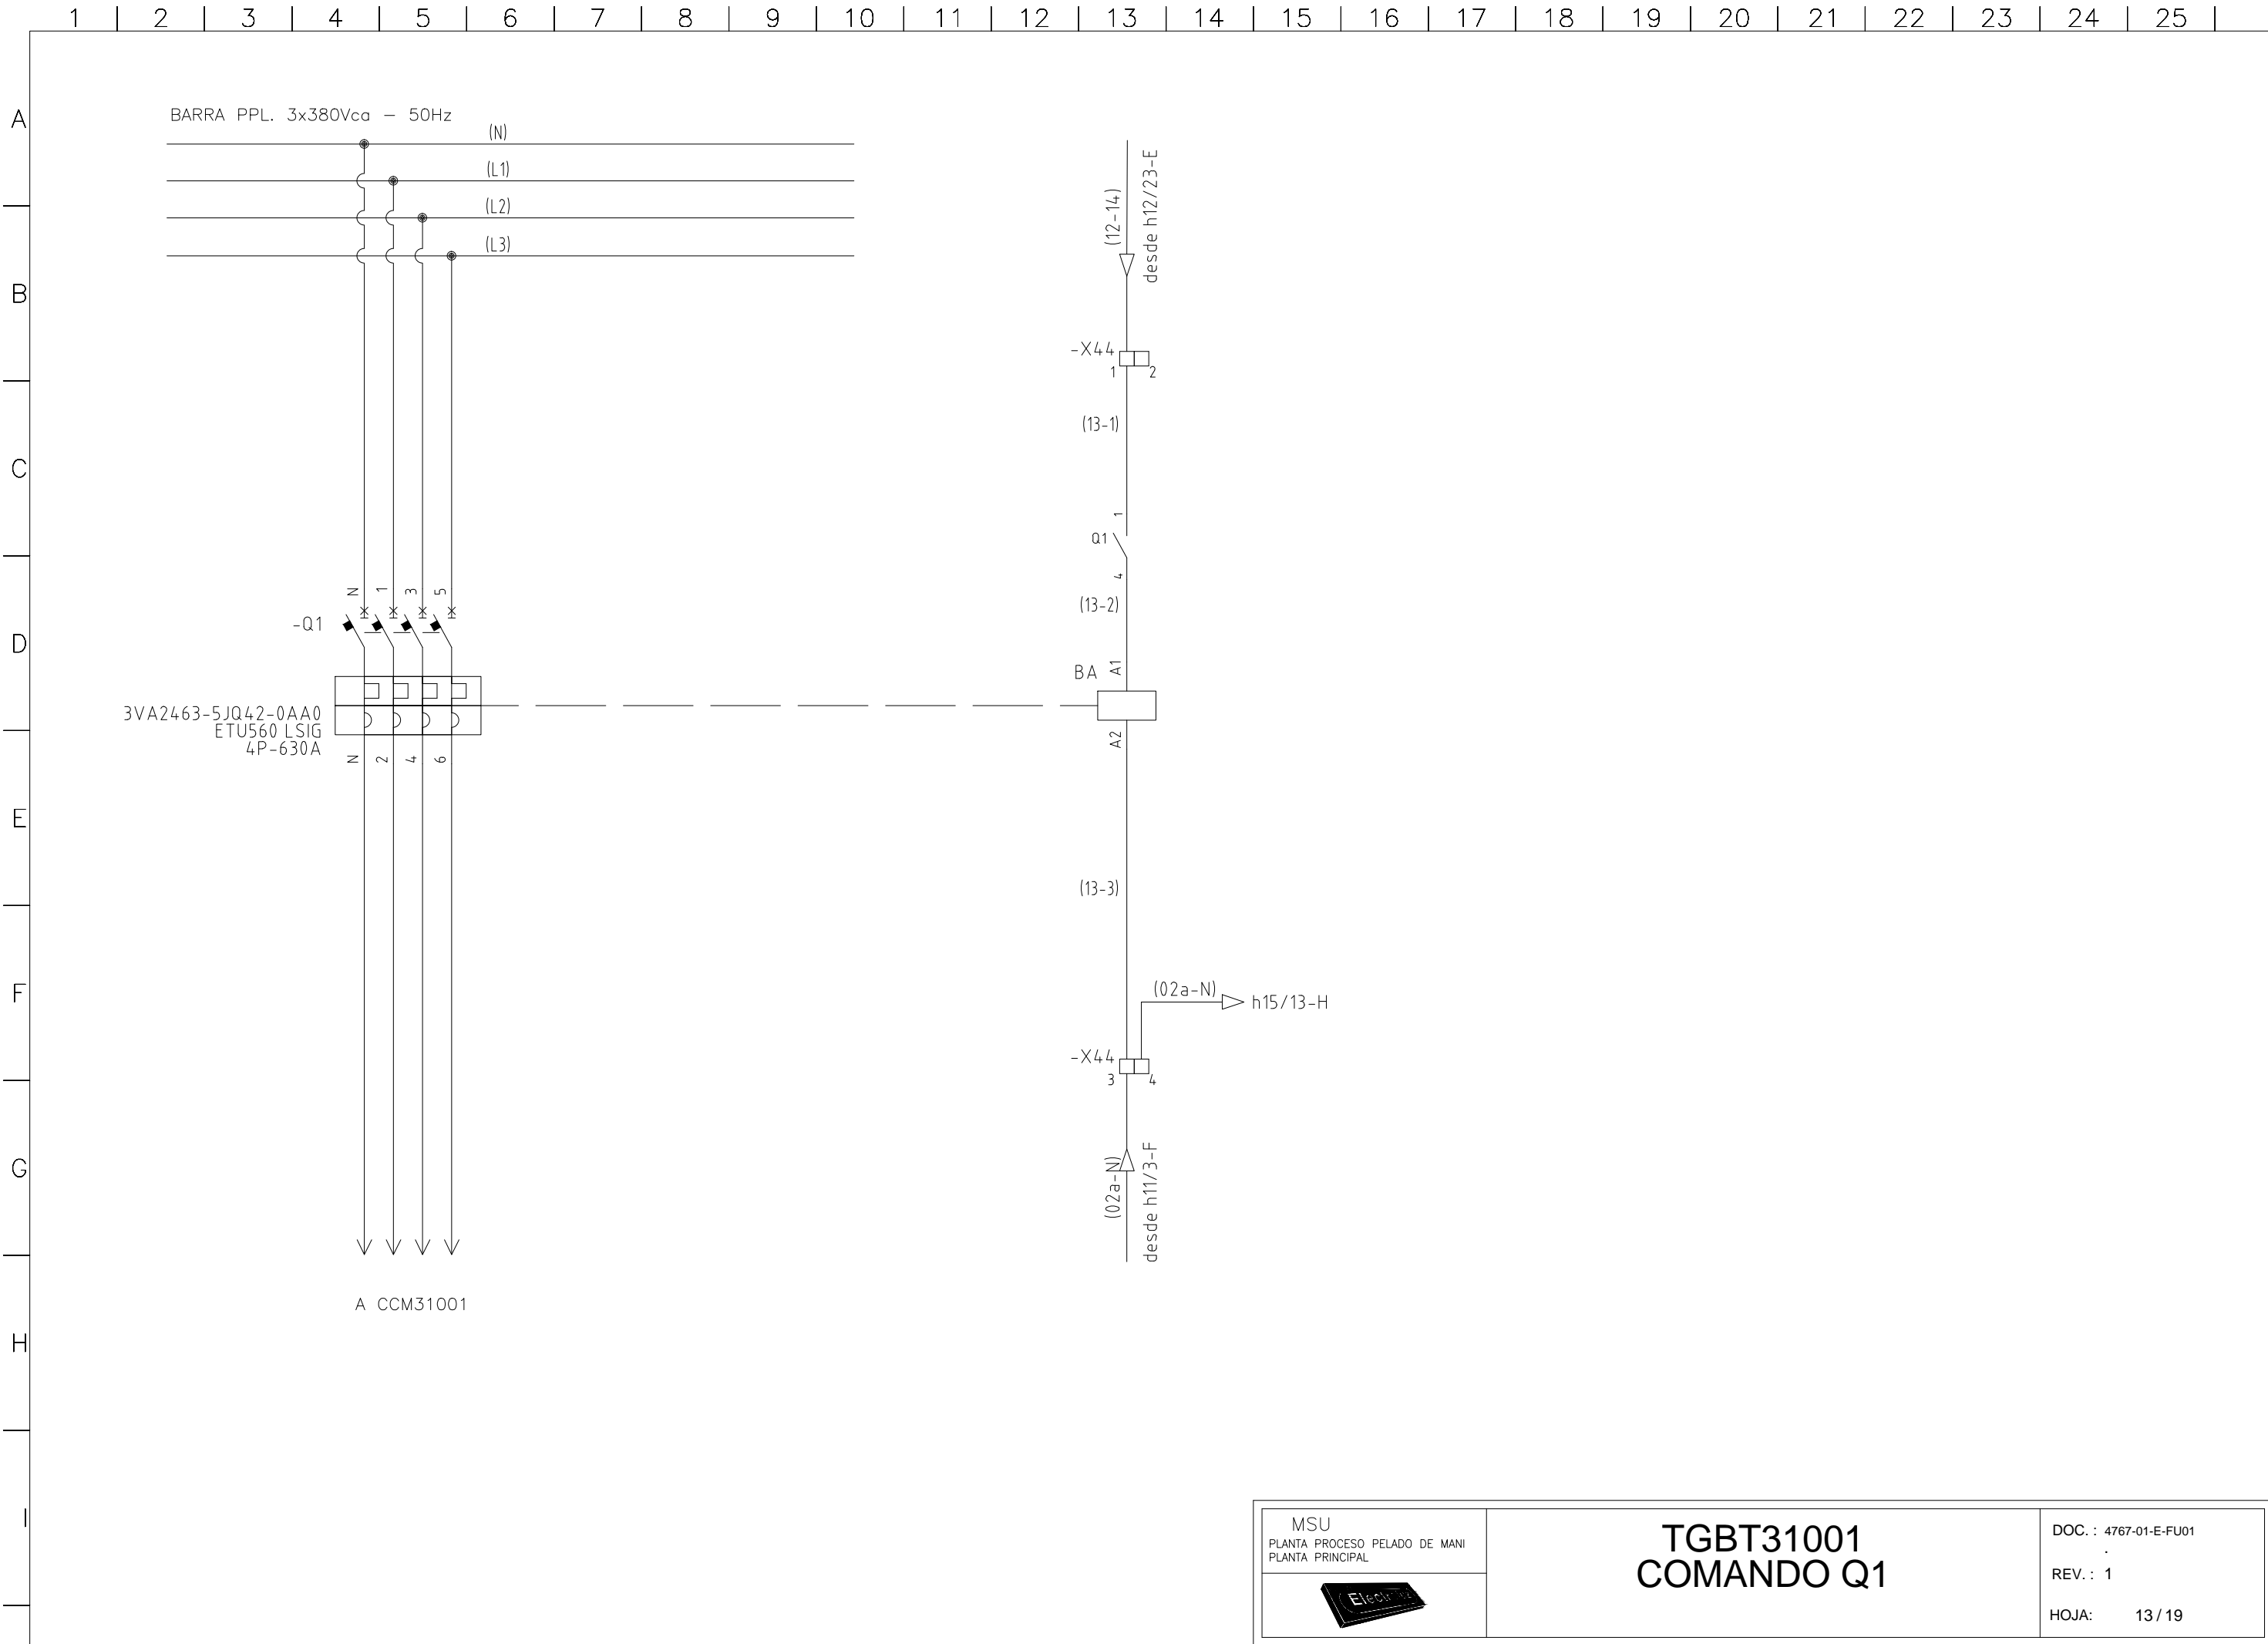 1 2 3 4 5 6 7 8 9 10 11 12 13 14 15 16 17 18 19 20 21 22 23 24 25
A
B
C
D
E
F
G
H
I
BARRA PPL. 3x380Vca - 50Hz
(N)
(L1)
(L2)
(L3)
N 1 3 5
-Q1
3VA2463-5JQ42-0AA0
ETU560 LSIG
4P-630A
N 2 4 6
A CCM31001
(12-14)
desde h12/23-E
-X44
1 2
(13-1)
1
Q1
4
(13-2)
BA A1
A2
(13-3)
(02a-N) h15/13-H
-X44
3 4
(02a-N)
desde h11/3-F
MSU
PLANTA PROCESO PELADO DE MANI
PLANTA PRINCIPAL
TGBT31001
COMANDO Q1
DOC. : 4767-01-E-FU01
.
REV. : 1
HOJA: 13 / 19